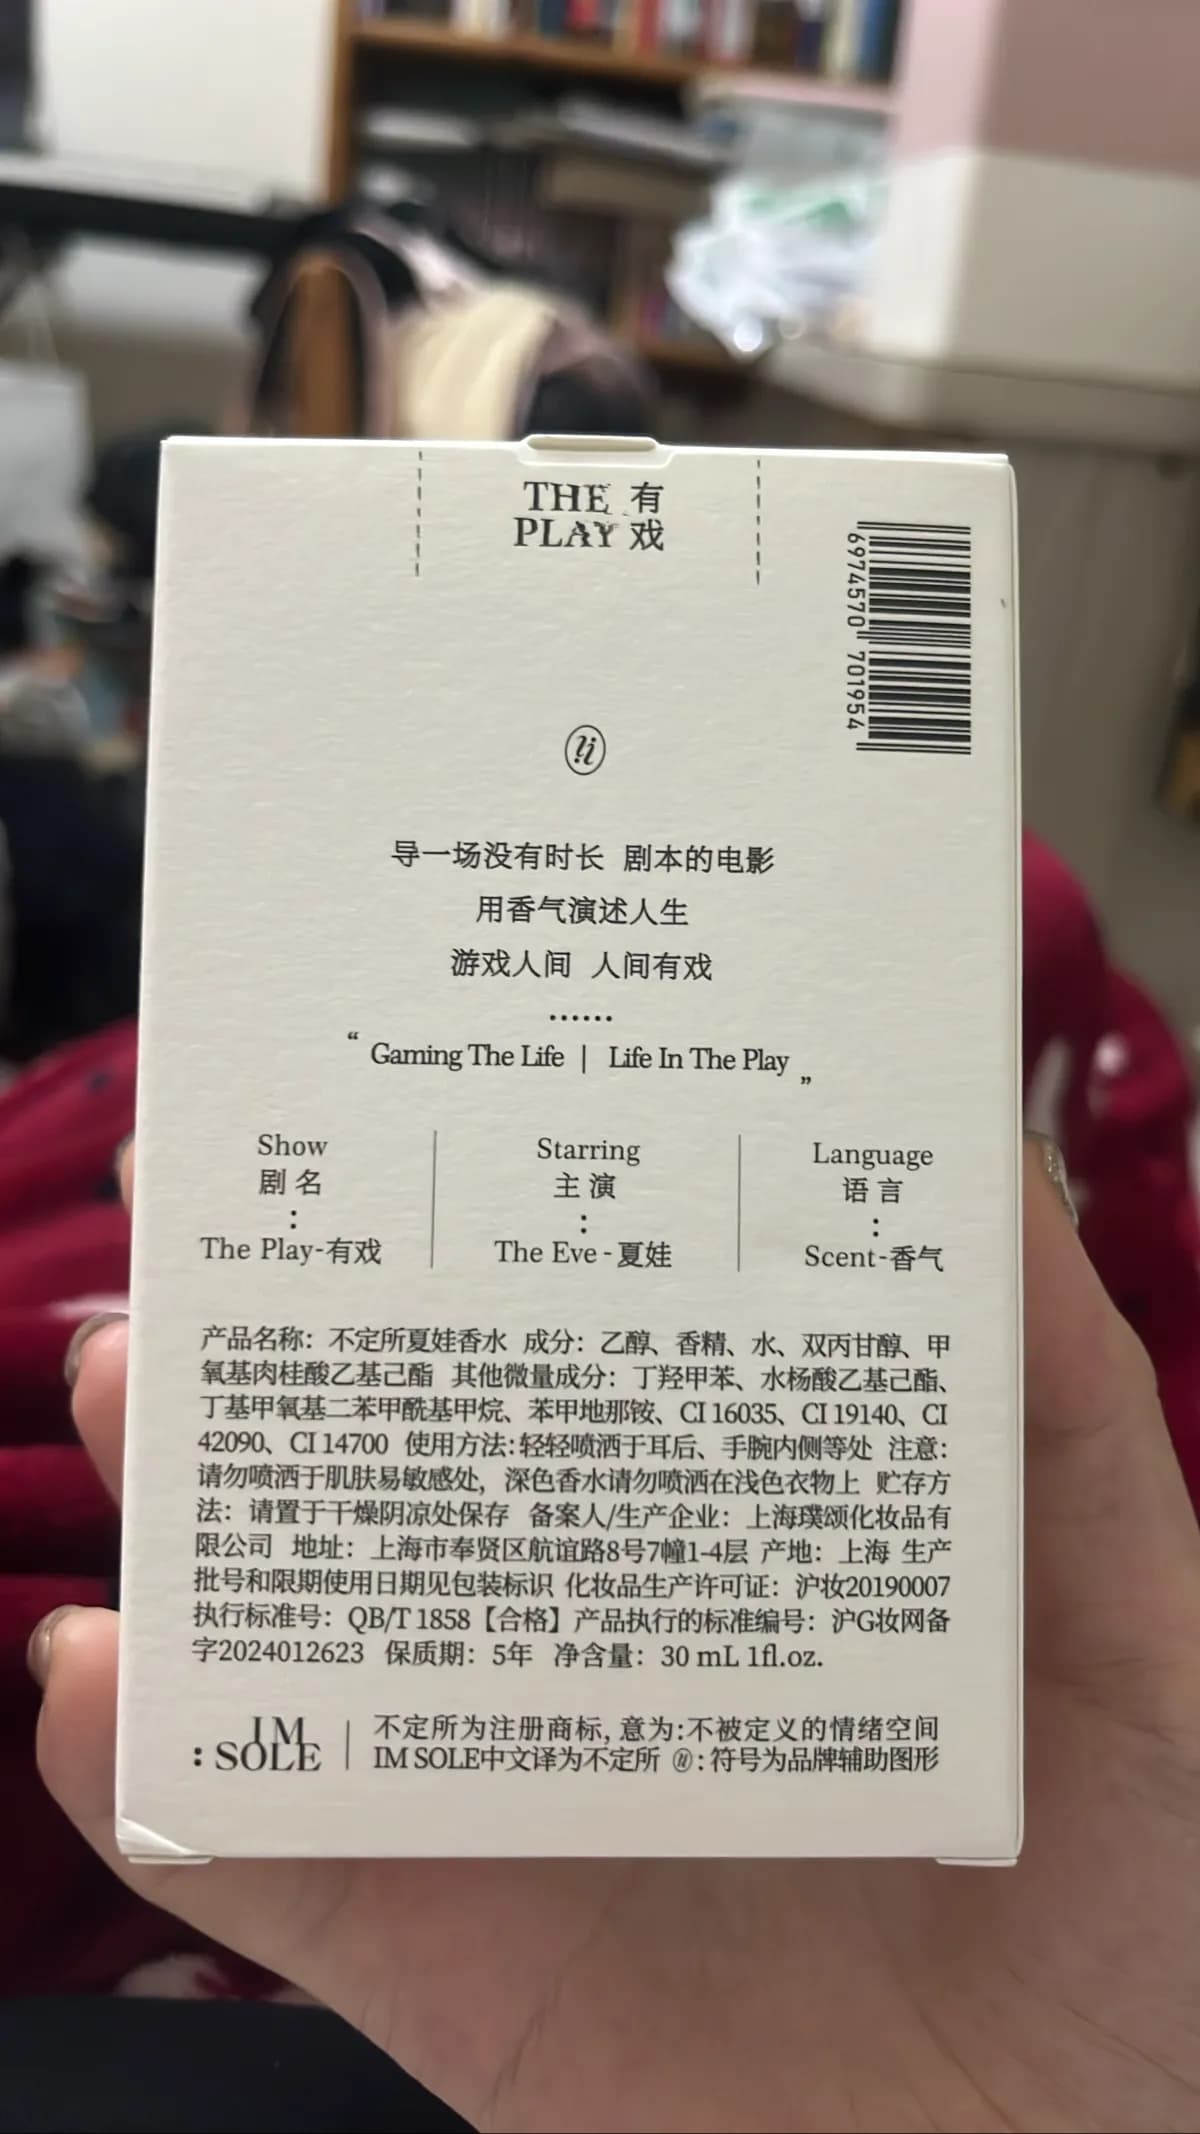 THE 有
PLAY 戏
6974570 701954
导一场没有时长 剧本的电影
用香气演述人生
游戏人间 人间有戏
......
“ Gaming The Life | Life In The Play ”
Show
剧名
:
The Play-有戏
Starring
主演
:
The Eve - 夏娃
Language
语言
:
Scent-香气
产品名称：不定所夏娃香水 成分：乙醇、香精、水、双丙甘醇、甲
氧基肉桂酸乙基己酯 其他微量成分：丁羟甲苯、水杨酸乙基己酯、
丁基甲氧基二苯甲酰基甲烷、苯甲地那铵、CI 16035、CI 19140、CI
42090、CI 14700 使用方法:轻轻喷洒于耳后、手腕内侧等处 注意：
请勿喷洒于肌肤易敏感处，深色香水请勿喷洒在浅色衣物上 贮存方
法：请置于干燥阴凉处保存 备案人/生产企业：上海璞颂化妆品有
限公司 地址：上海市奉贤区航谊路8号7幢1-4层 产地：上海 生产
批号和限期使用日期见包装标识 化妆品生产许可证：沪妆20190007
执行标准号：QB/T 1858【合格】产品执行的标准编号：沪G妆网备
字2024012623 保质期：5年 净含量：30 mL 1fl.oz.
I M
: SOLE
不定所为注册商标, 意为:不被定义的情绪空间
IM SOLE中文译为不定所 : 符号为品牌辅助图形